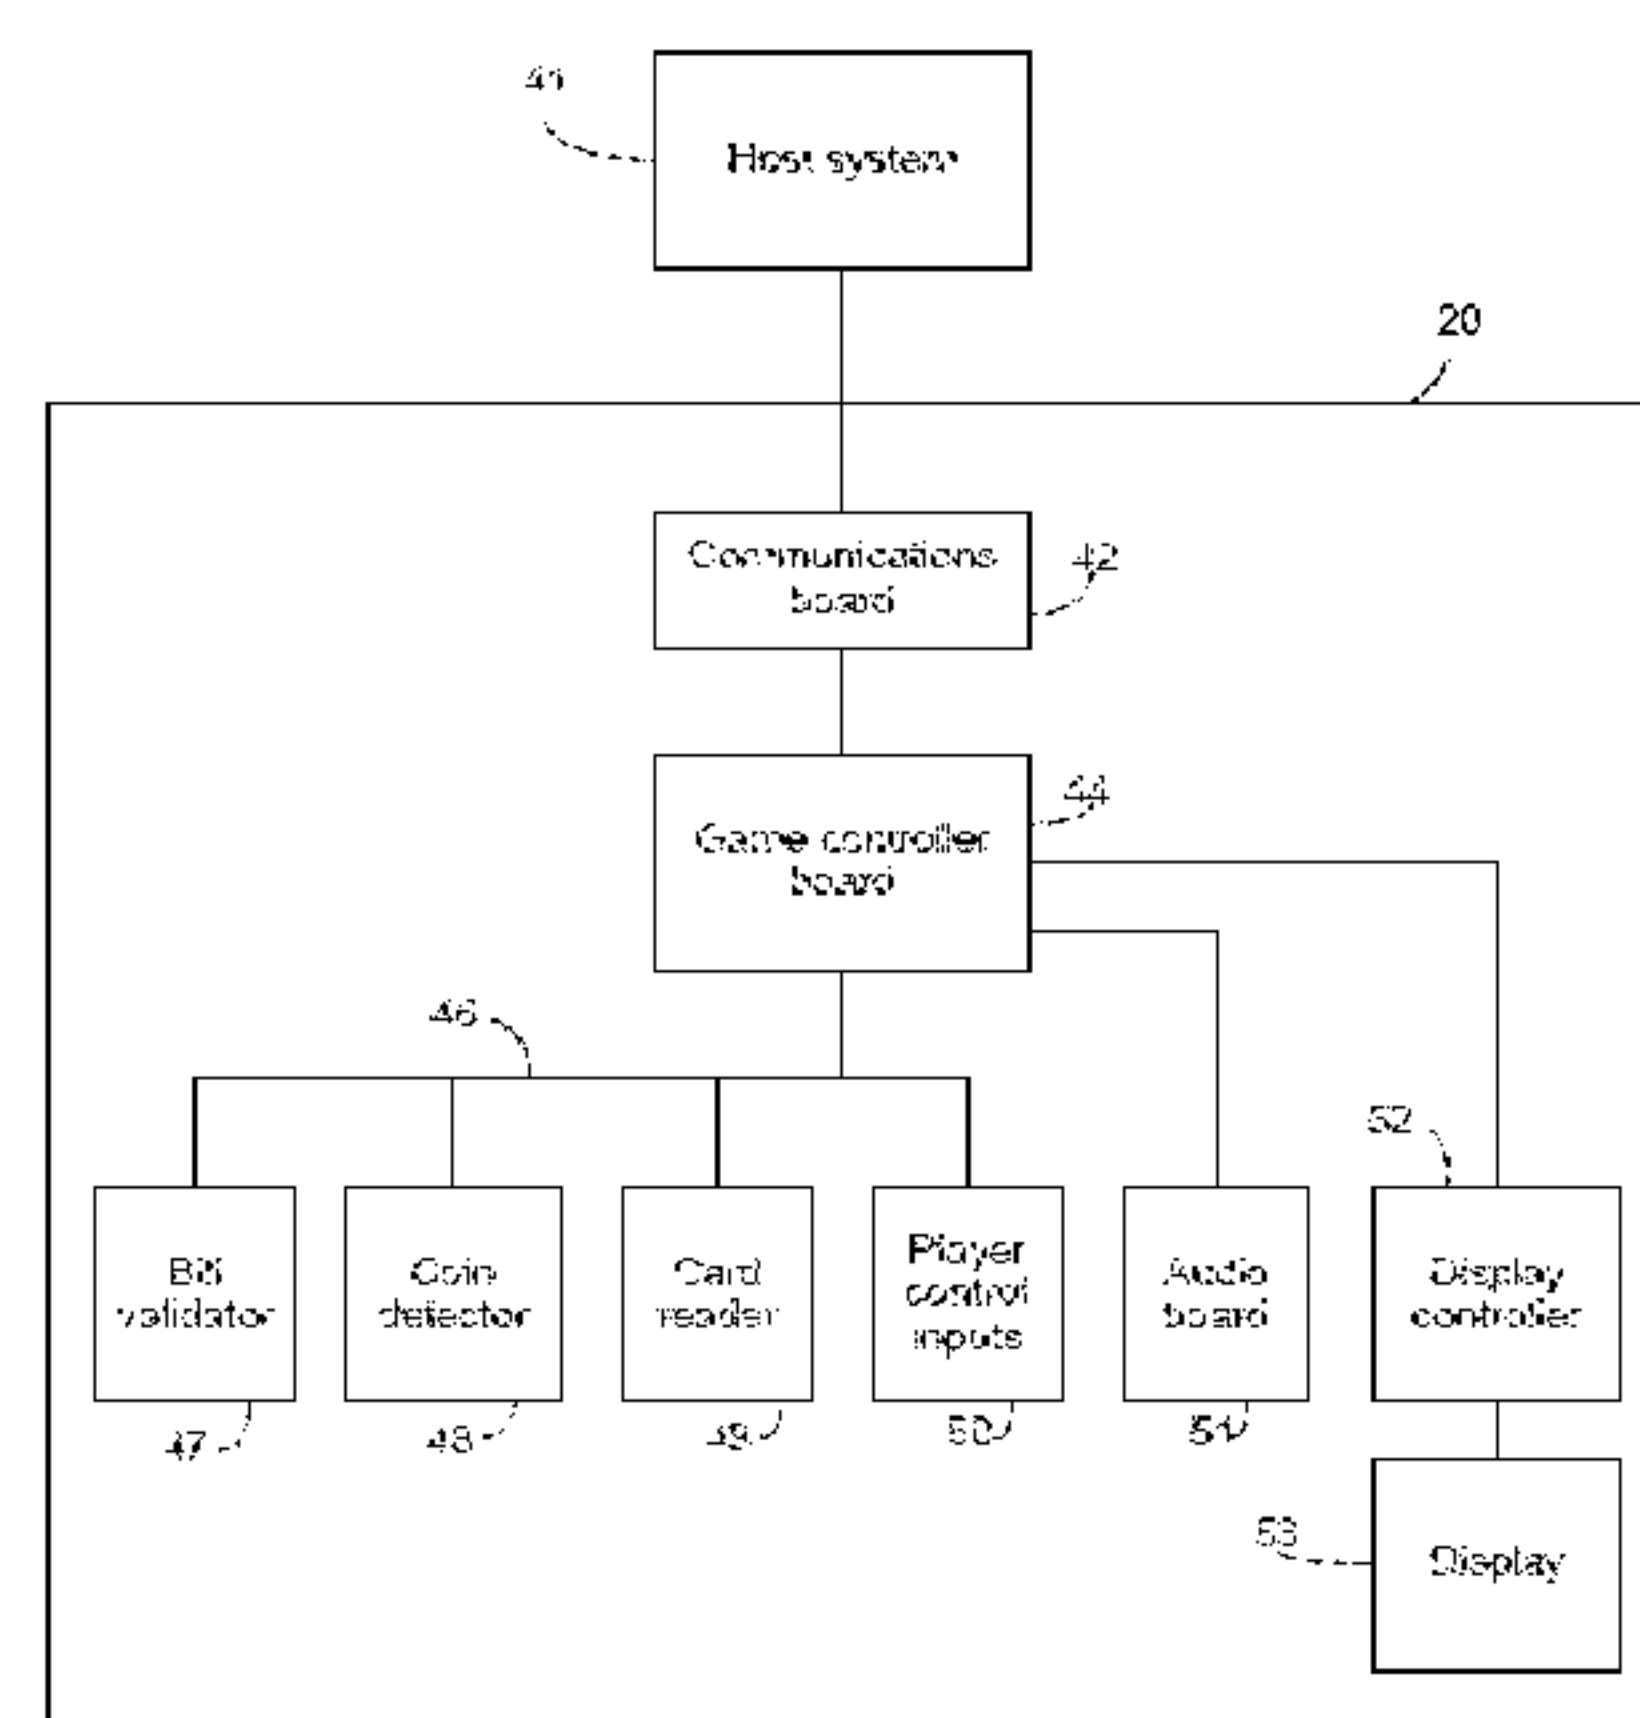 41
Host system
20
Communications
board
42
44
Game controller
board
46
52
Bill
validator
Coin
detector
Card
reader
Player
control
inputs
Audio
board
Display
controller
47
48
49
50
51
53
Display